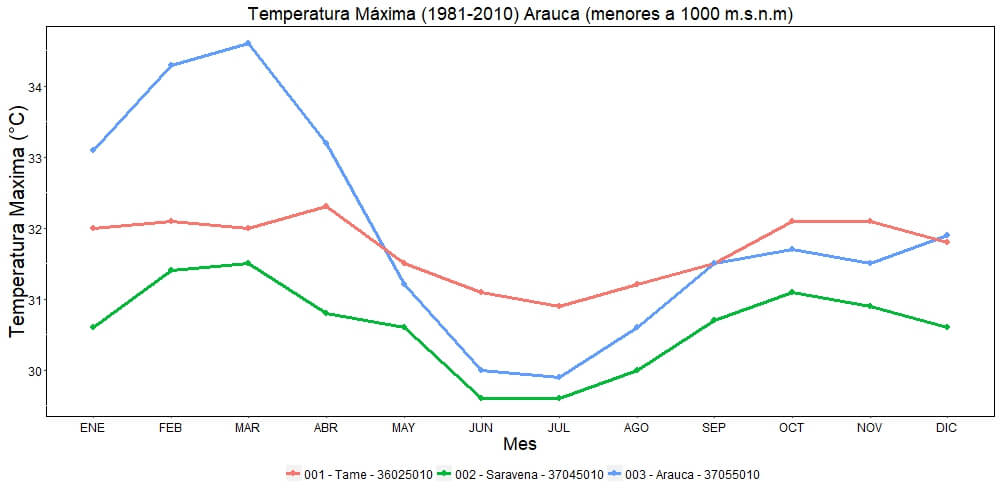 Temperatura Máxima (1981-2010) Arauca (menores a 1000 m.s.n.m)
Temperatura Maxima (°C)
34
33
32
31
30
ENE FEB MAR ABR MAY JUN JUL AGO SEP OCT NOV DIC
Mes
001 - Tame - 36025010 002 - Saravena - 37045010 003 - Arauca - 37055010